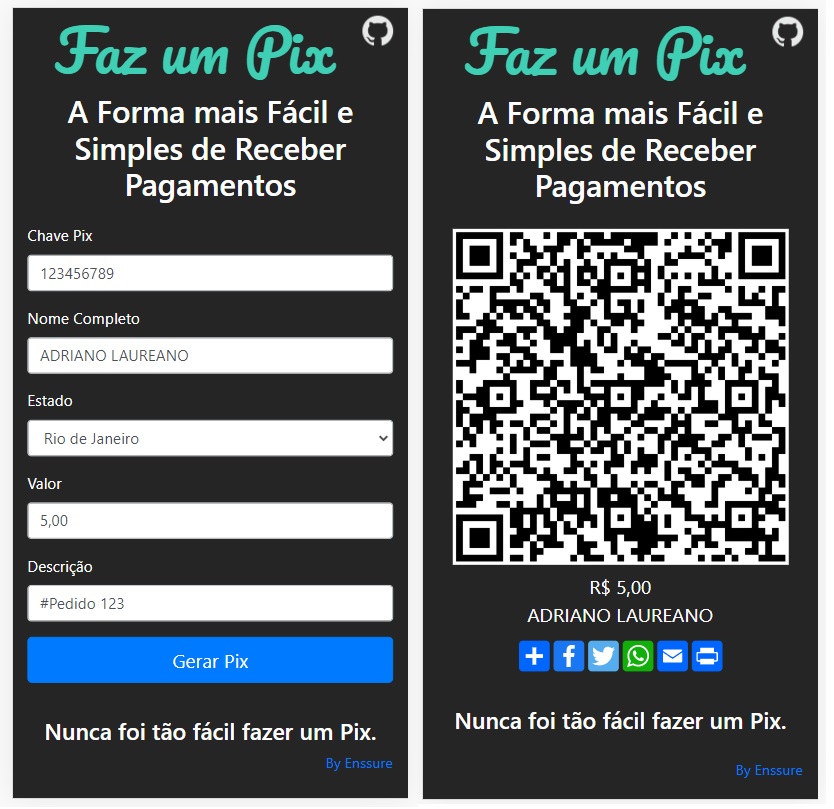 Faz um Pix
A Forma mais Fácil e
Simples de Receber
Pagamentos
Chave Pix
123456789
Nome Completo
ADRIANO LAUREANO
Estado
Rio de Janeiro
Valor
5,00
Descrição
#Pedido 123
Gerar Pix
Nunca foi tão fácil fazer um Pix.
By Enssure
Faz um Pix
A Forma mais Fácil e
Simples de Receber
Pagamentos
R$ 5,00
ADRIANO LAUREANO
Nunca foi tão fácil fazer um Pix.
By Enssure